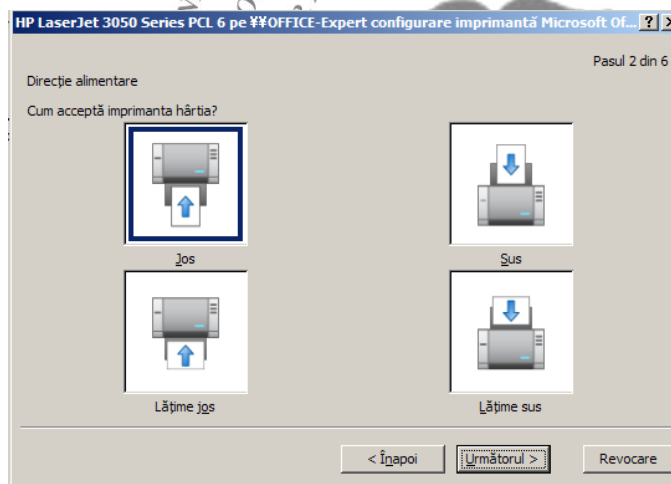 HP LaserJet 3050 Series PCL 6 pe ¥¥OFFICE-Expert configurare imprimantă Microsoft Of...
Pasul 2 din 6
Direcție alimentare
Cum acceptă imprimanta hârtia?
Jos
Sus
Lățime jos
Lățime sus
< Înapoi
Următorul >
Revocare